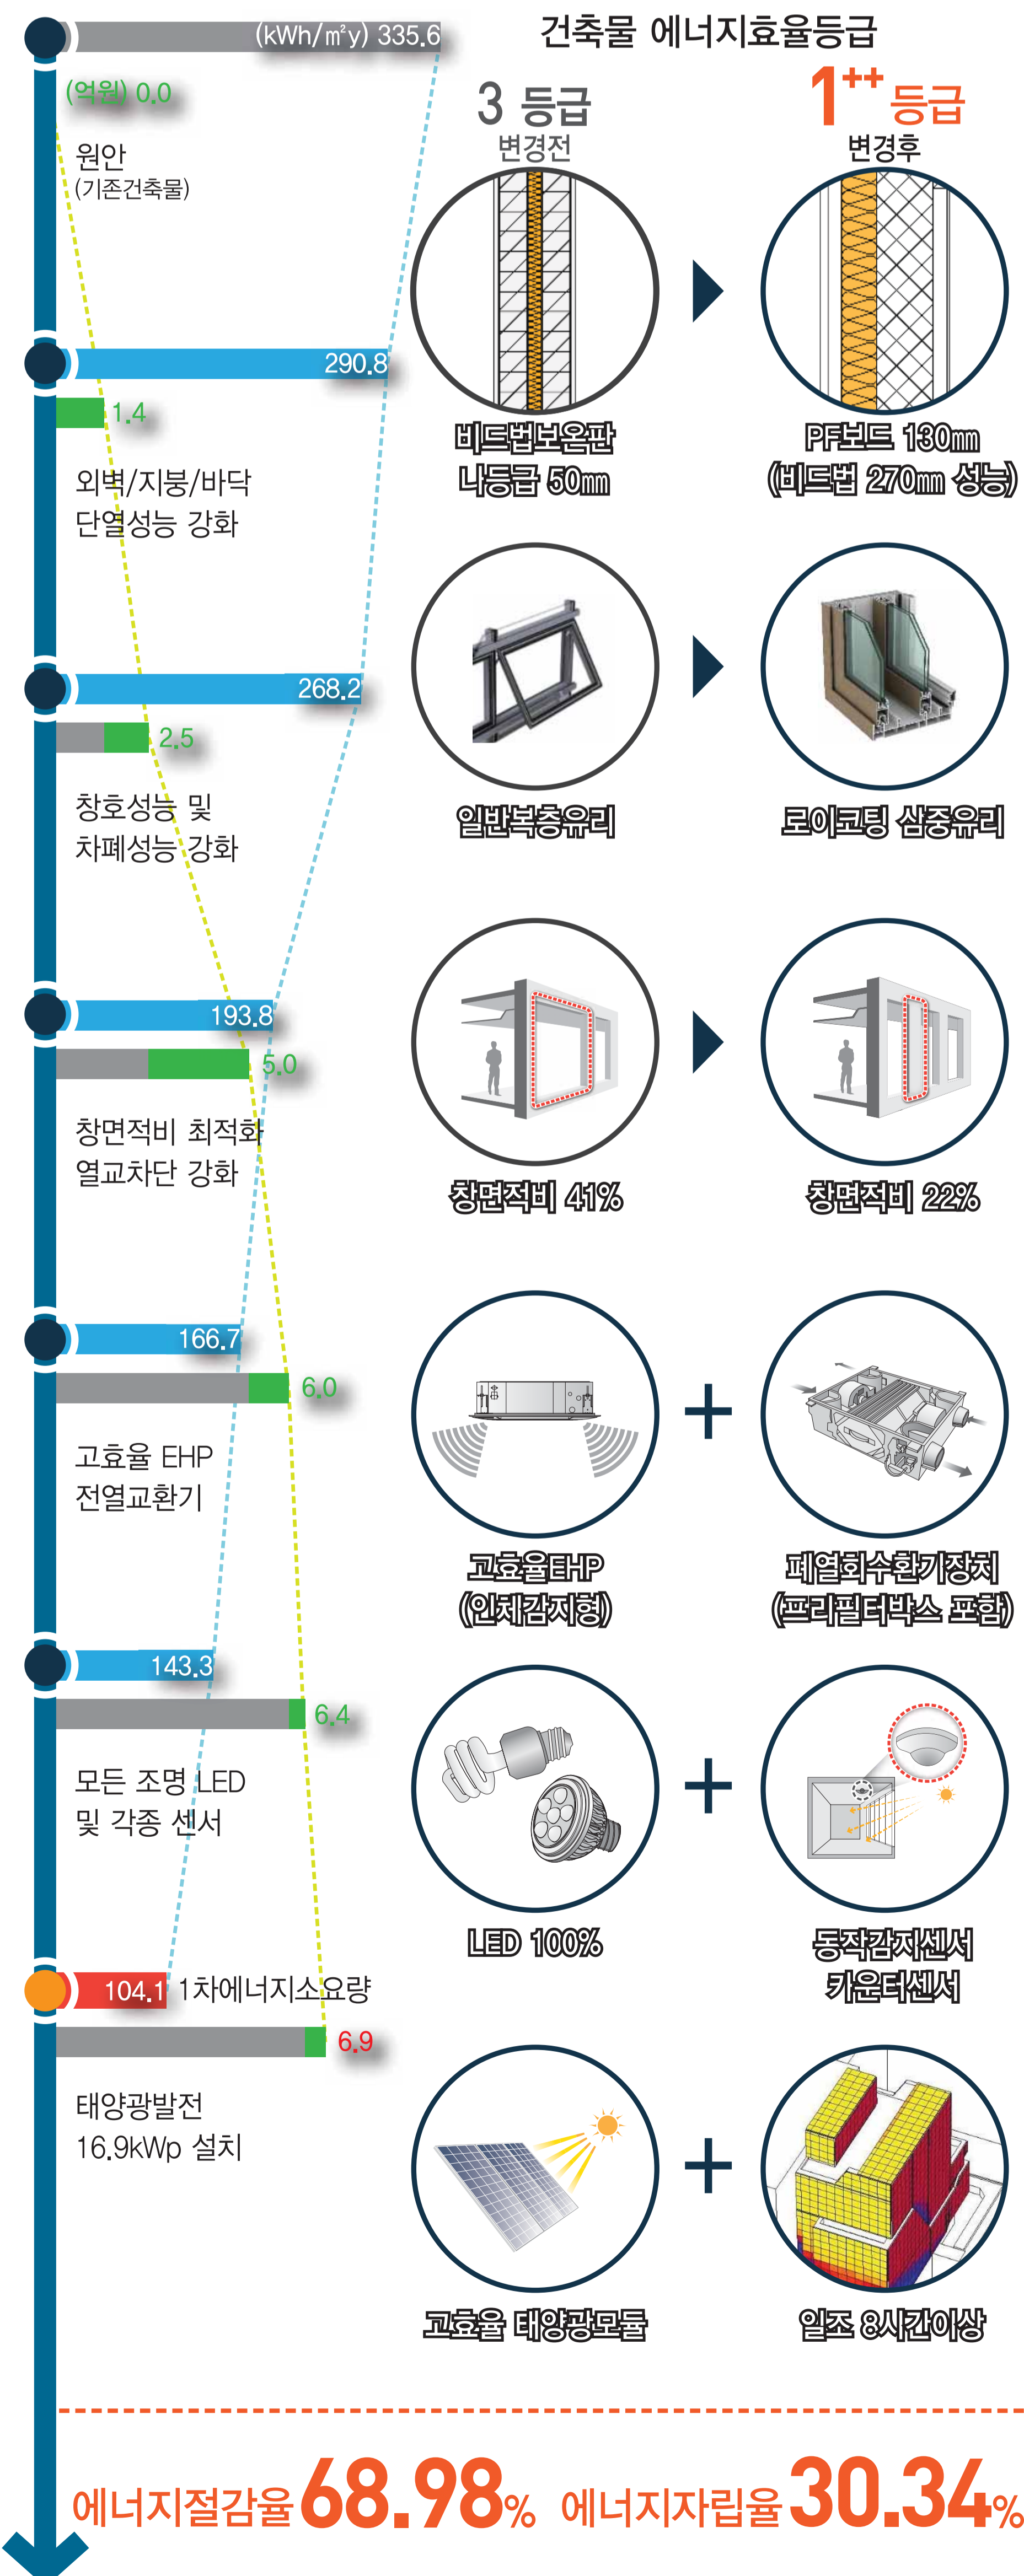 (kWh/㎡y) 335.6
건축물 에너지효율등급
(억원) 0.0
3 등급
1++ 등급
변경전
변경후
원안
(기존건축물)
290.8
1.4
비드법보온판
나등급 50㎜
PF보드 130㎜
(비드법 270㎜ 성능)
외벽/지붕/바닥
단열성능 강화
268.2
2.5
창호성능 및
차폐성능 강화
일반복층유리
로이코팅 삼중유리
193.8
5.0
창면적비 최적화
열교차단 강화
창면적비 41%
창면적비 22%
166.7
6.0
고효율 EHP
전열교환기
고효율EHP
(인체감지형)
폐열회수환기장치
(프리필터박스 포함)
143.3
6.4
모든 조명 LED
및 각종 센서
LED 100%
동작감지센서
카운터센서
104.1 1차에너지소요량
6.9
태양광발전
16.9kWp 설치
고효율 태양광모듈
일조 8시간이상
에너지절감율 68.98% 에너지자립율 30.34%